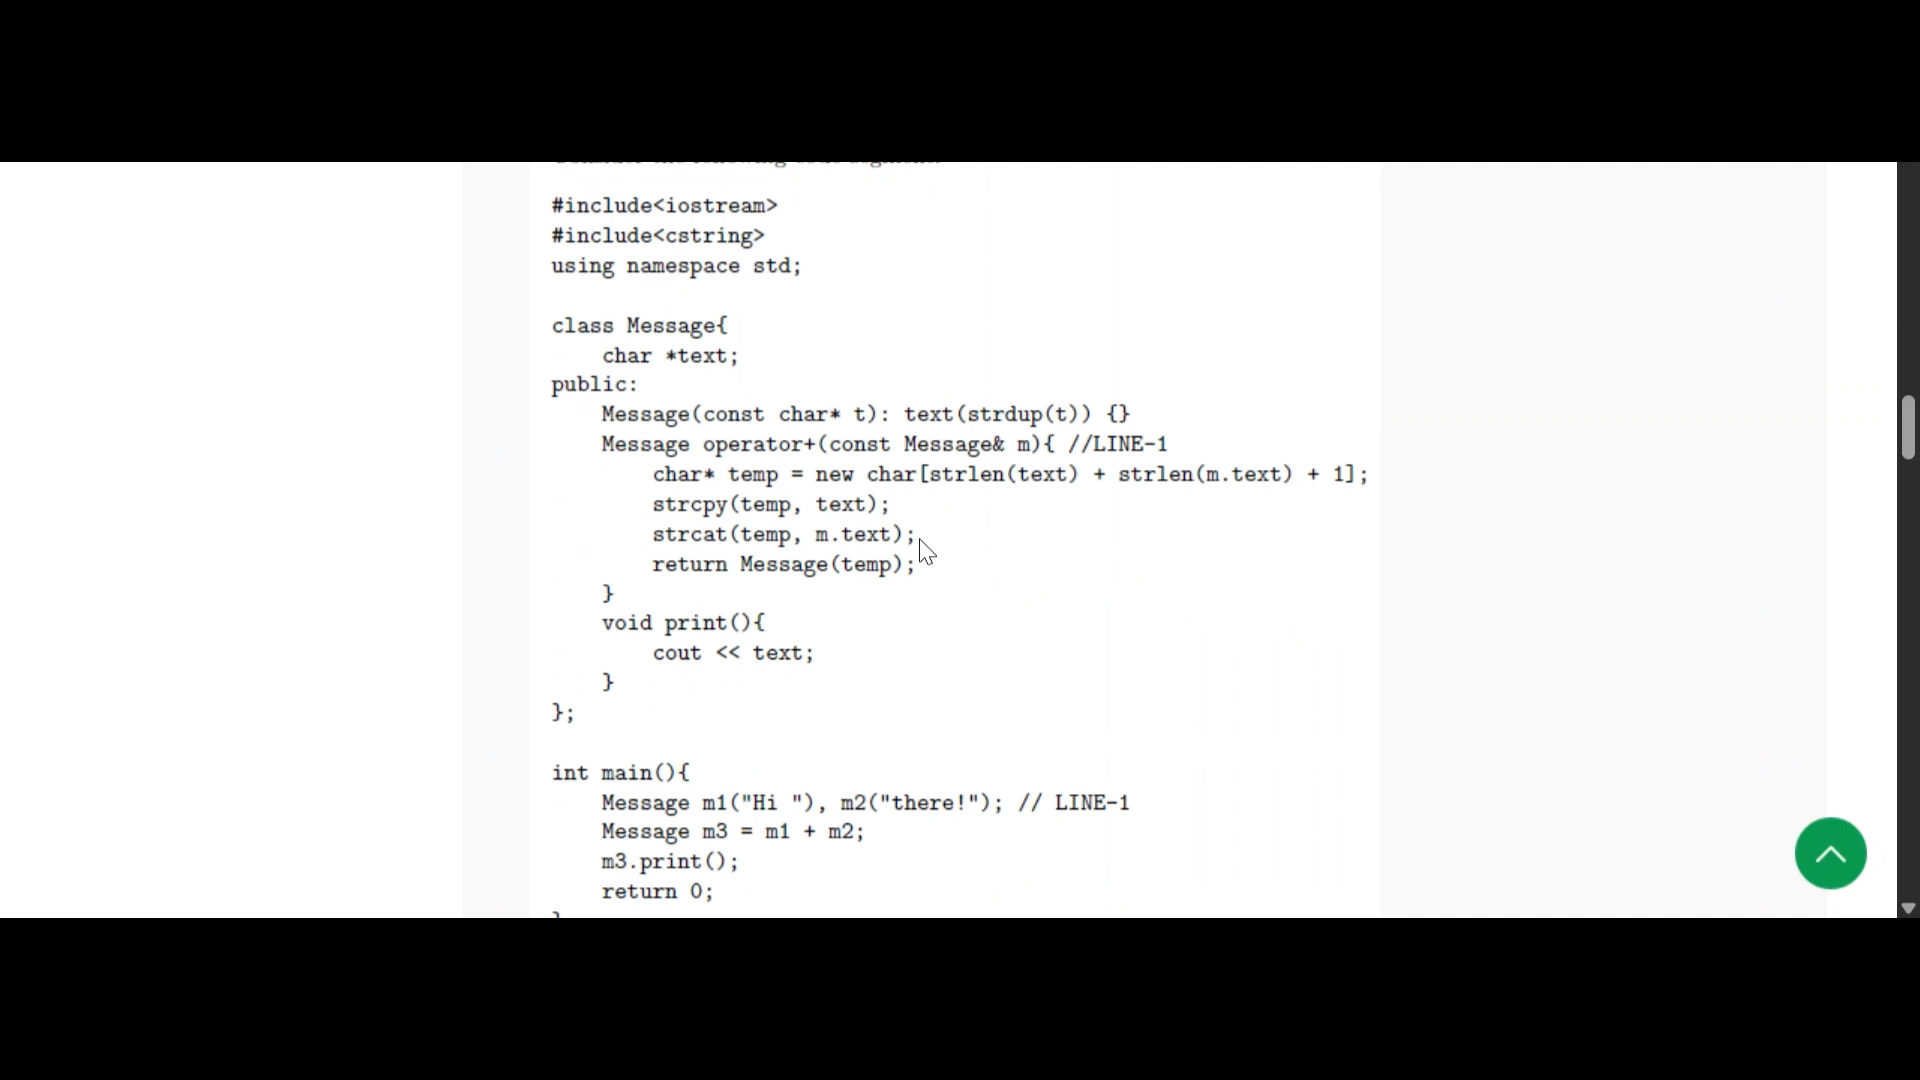 #include<iostream>
#include<cstring>
using namespace std;
class Message{
char *text;
public:
Message(const char* t): text(strdup(t)) {}
Message operator+(const Message& m){ //LINE-1
char* temp = new char[strlen(text) + strlen(m.text) + 1];
strcpy(temp, text);
strcat(temp, m.text);
return Message(temp);
}
void print(){
cout << text;
}
};
int main(){
Message m1("Hi "), m2("there!"); // LINE-1
Message m3 = m1 + m2;
m3.print();
return 0;